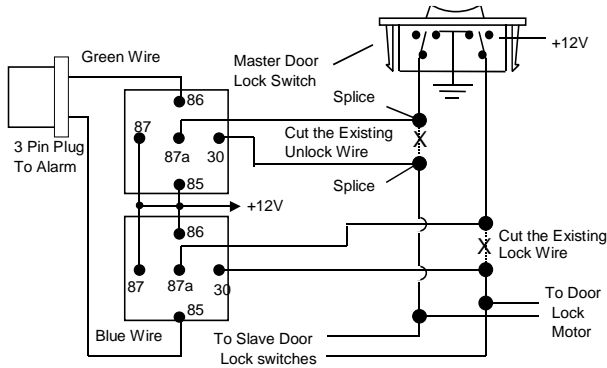 +12V
Green Wire
Master Door
Lock Switch
Splice
86
87
87a
30
3 Pin Plug
To Alarm
Cut the Existing
Unlock Wire
X
85
Splice
+12V
86
Cut the Existing
Lock Wire
X
87
87a
30
85
To Door
Lock
Motor
Blue Wire
To Slave Door
Lock switches